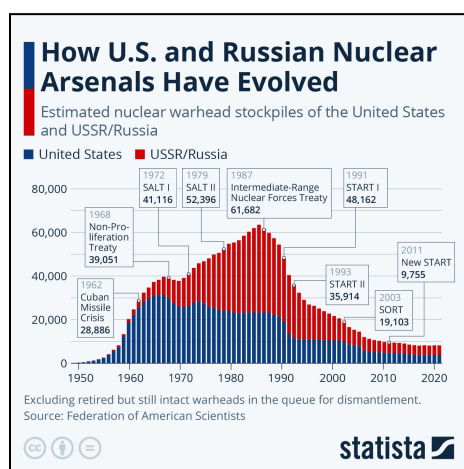 How U.S. and Russian Nuclear
Arsenals Have Evolved
Estimated nuclear warhead stockpiles of the United States
and USSR/Russia
United States USSR/Russia
80,000
60,000
40,000
20,000
0
1962
Cuban
Missile
Crisis
28,886
1968
Non-Pro-
liferation
Treaty
39,051
1972
SALT I
41,116
1979
SALT II
52,396
1987
Intermediate-Range
Nuclear Forces Treaty
61,682
1991
START I
48,162
1993
START II
35,914
2003
SORT
19,103
2011
New START
9,755
1950 1960 1970 1980 1990 2000 2010 2020
Excluding retired but still intact warheads in the queue for dismantlement.
Source: Federation of American Scientists
cc
statista